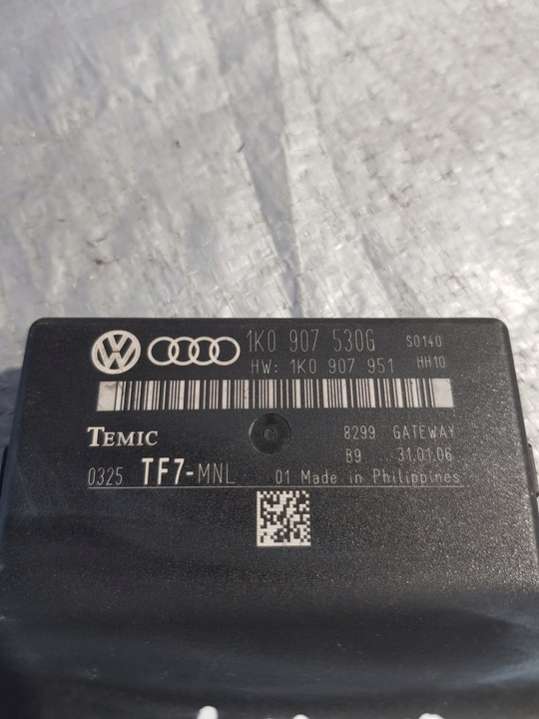 1K0 907 530G S0140
HW: 1K0 907 951 HH10
TEMIC 8299 GATEWAY
B9 31.01.06
0325 TF7-MNL 01 Made in Philippines